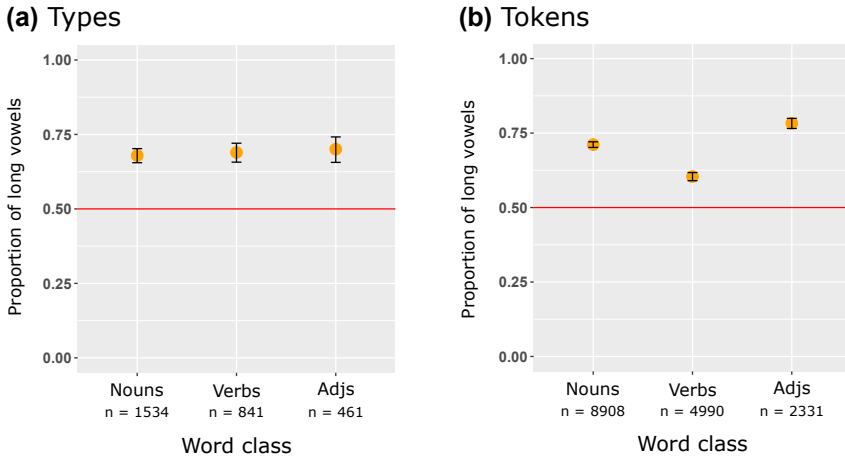 (a) Types
Proportion of long vowels
1.00
0.75
0.50
0.25
0.00
Nouns Verbs Adjs
n = 1534 n = 841 n = 461
Word class
(b) Tokens
Proportion of long vowels
1.00
0.75
0.50
0.25
0.00
Nouns Verbs Adjs
n = 8908 n = 4990 n = 2331
Word class